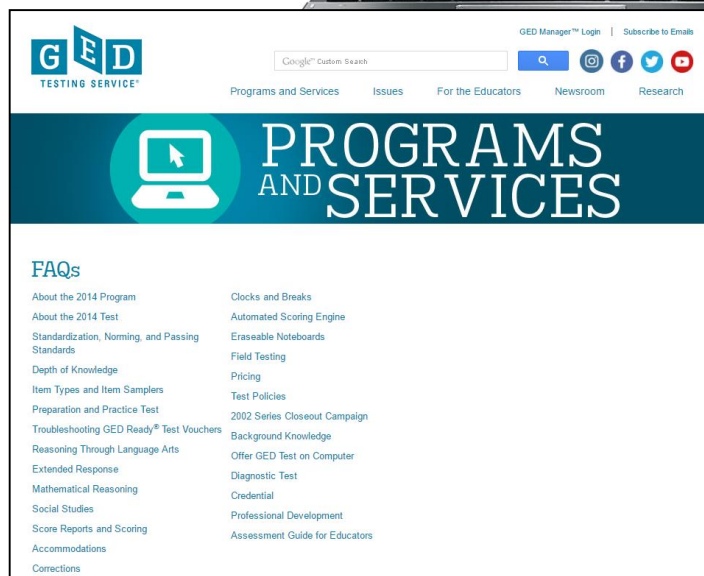 GED
TESTING SERVICE®
GED Manager™ Login | Subscribe to Emails
Google™ Custom Search
Programs and Services Issues For the Educators Newsroom Research
PROGRAMS
AND SERVICES
FAQs
About the 2014 Program
About the 2014 Test
Standardization, Norming, and Passing
Standards
Depth of Knowledge
Item Types and Item Samplers
Preparation and Practice Test
Troubleshooting GED Ready® Test Vouchers
Reasoning Through Language Arts
Extended Response
Mathematical Reasoning
Social Studies
Score Reports and Scoring
Accommodations
Corrections
Clocks and Breaks
Automated Scoring Engine
Eraseable Noteboards
Field Testing
Pricing
Test Policies
2002 Series Closeout Campaign
Background Knowledge
Offer GED Test on Computer
Diagnostic Test
Credential
Professional Development
Assessment Guide for Educators